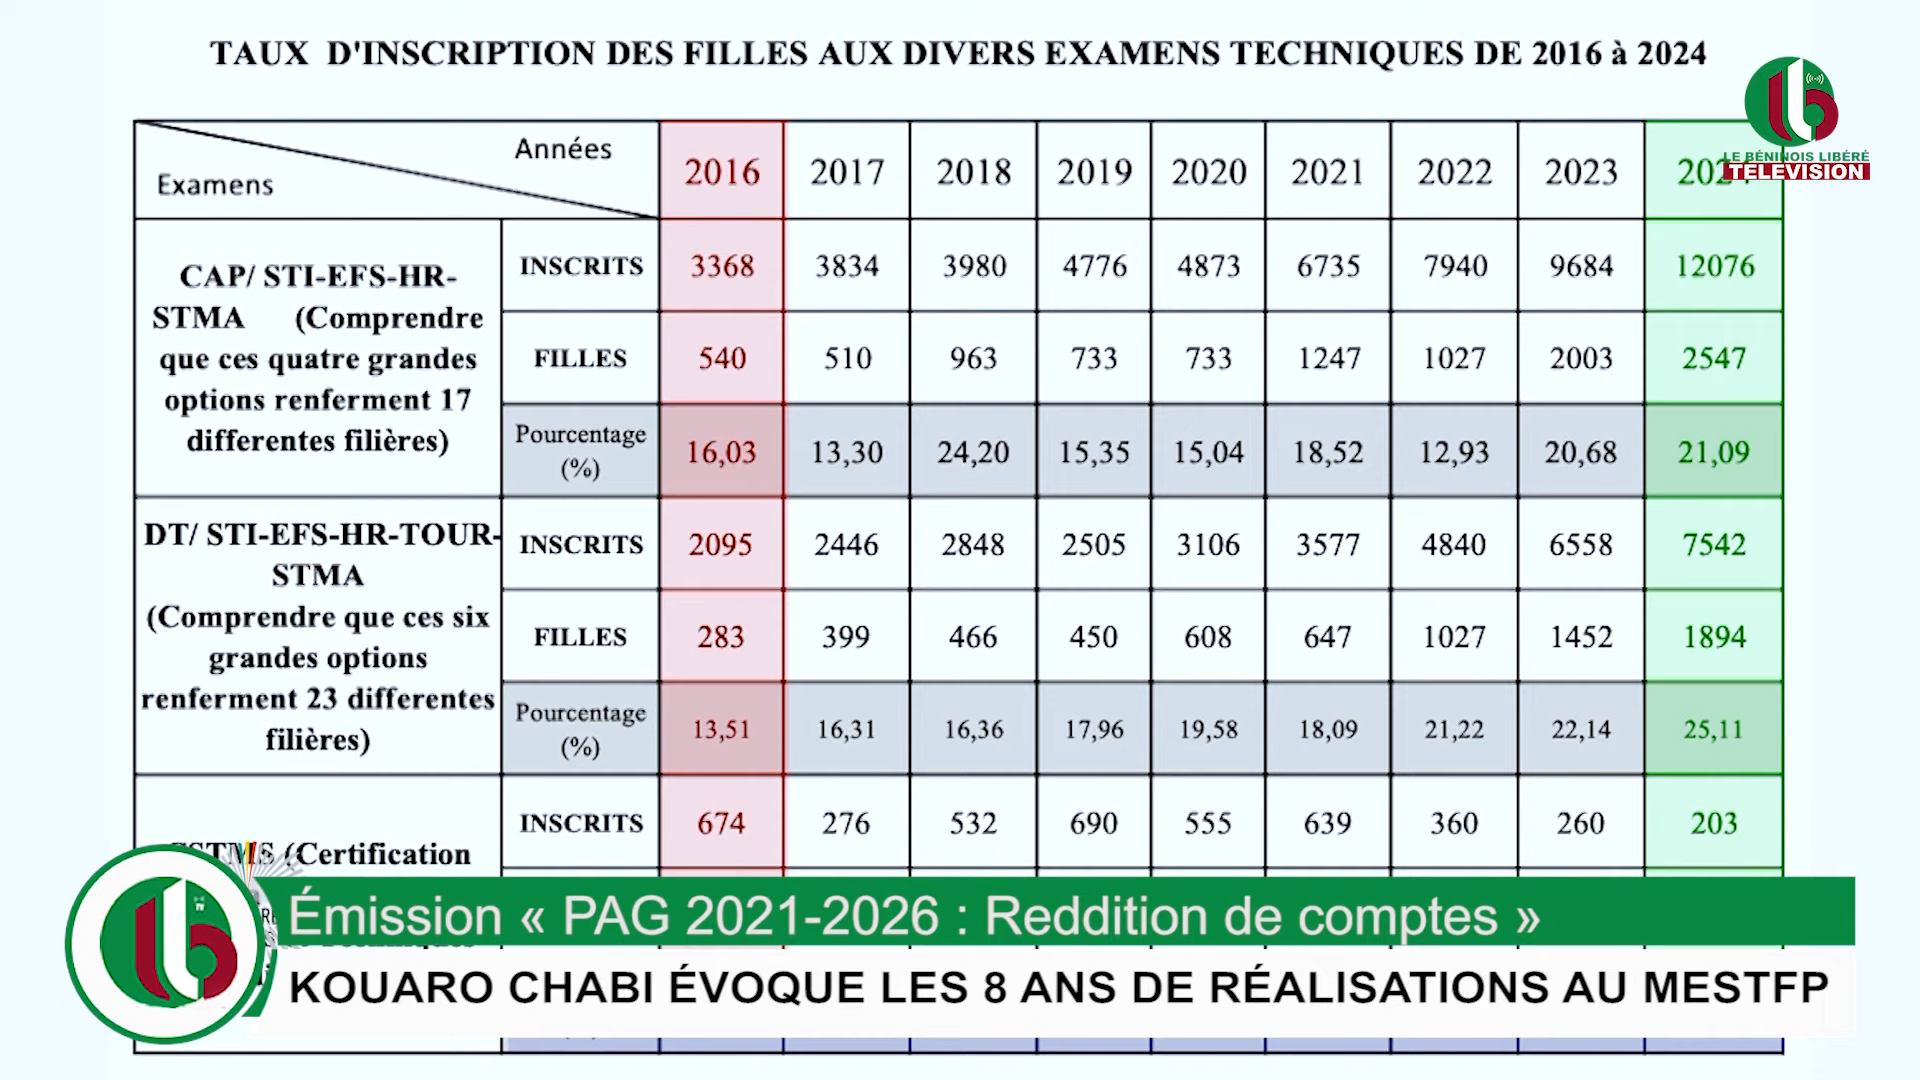 TAUX D'INSCRIPTION DES FILLES AUX DIVERS EXAMENS TECHNIQUES DE 2016 à 2024
LE BÉNINOIS LIBÉRÉ
TÉLÉVISION
Années
Examens
2016 2017 2018 2019 2020 2021 2022 2023
CAP/ STI-EFS-HR-
STMA (Comprendre
que ces quatre grandes
options renferment 17
differentes filières)
INSCRITS 3368 3834 3980 4776 4873 6735 7940 9684 12076
FILLES 540 510 963 733 733 1247 1027 2003 2547
Pourcentage
(%) 16,03 13,30 24,20 15,35 15,04 18,52 12,93 20,68 21,09
DT/ STI-EFS-HR-TOUR-
STMA
(Comprendre que ces six
grandes options
renferment 23 differentes
filières)
INSCRITS 2095 2446 2848 2505 3106 3577 4840 6558 7542
FILLES 283 399 466 450 608 647 1027 1452 1894
Pourcentage
(%) 13,51 16,31 16,36 17,96 19,58 18,09 21,22 22,14 25,11
(Certification
INSCRITS 674 276 532 690 555 639 360 260 203
Émission « PAG 2021-2026 : Reddition de comptes »
KOUARO CHABI ÉVOQUE LES 8 ANS DE RÉALISATIONS AU MESTFP